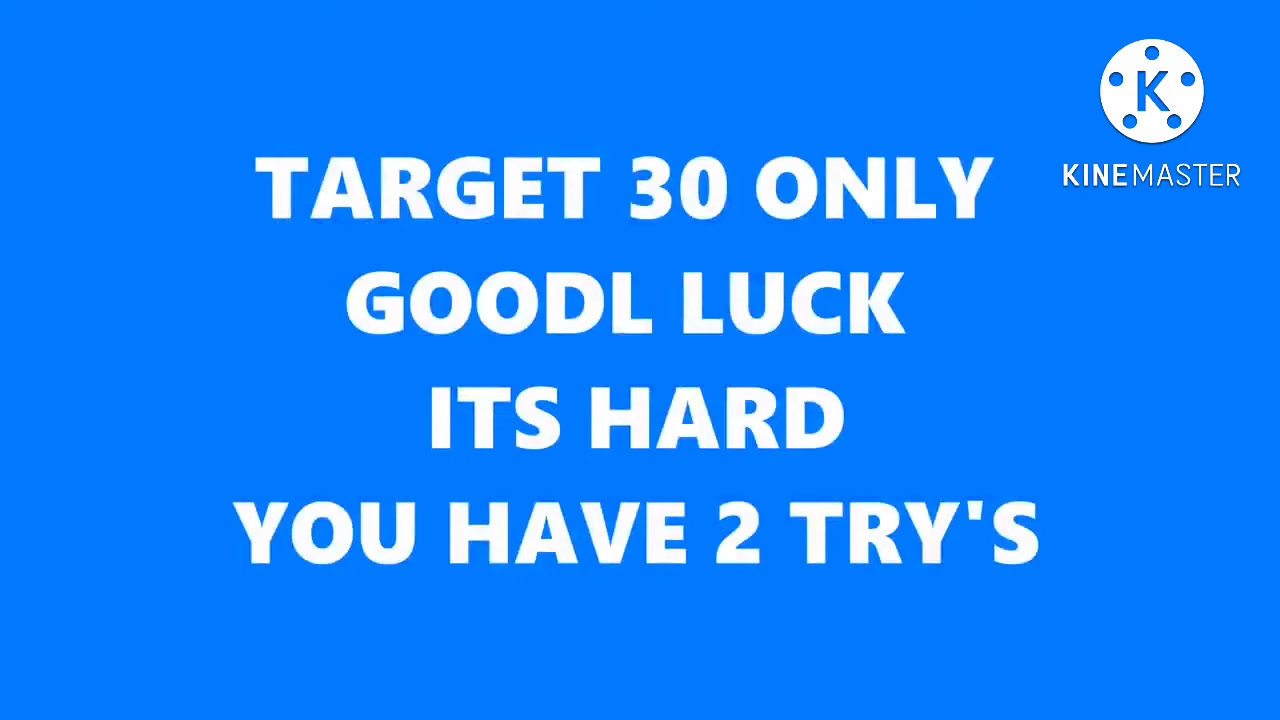 K
KINEMASTER
TARGET 30 ONLY
GOODL LUCK
ITS HARD
YOU HAVE 2 TRY'S